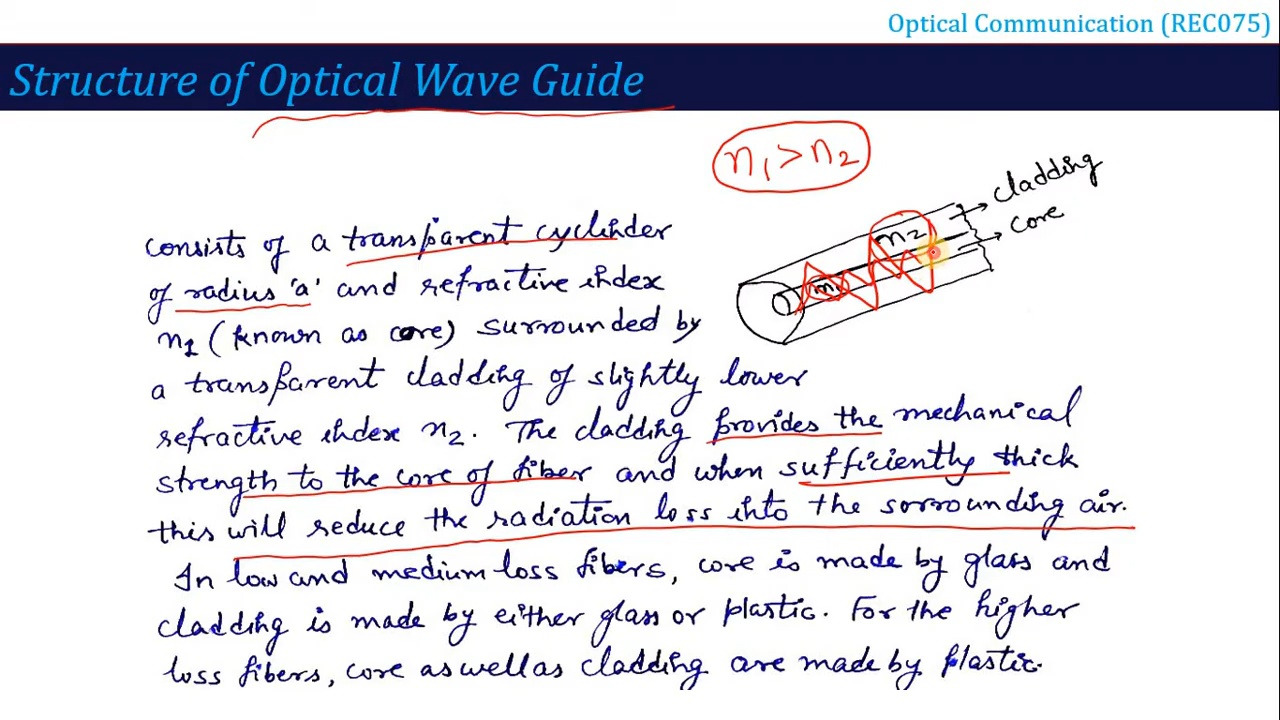 Optical Communication (REC075)
Structure of Optical Wave Guide
n1 > n2
cladding
core
n2
n1
consists of a transparent cylinder
of radius 'a' and refractive index
n1 (known as core) surrounded by
a transparent cladding of slightly lower
refractive index n2. The cladding provides the mechanical
strength to the core of fiber and when sufficiently thick
this will reduce the radiation loss into the sorrounding air.
In low and medium loss fibers, core is made by glass and
cladding is made by either glass or plastic. For the higher
loss fibers, core as well as cladding are made by plastic.